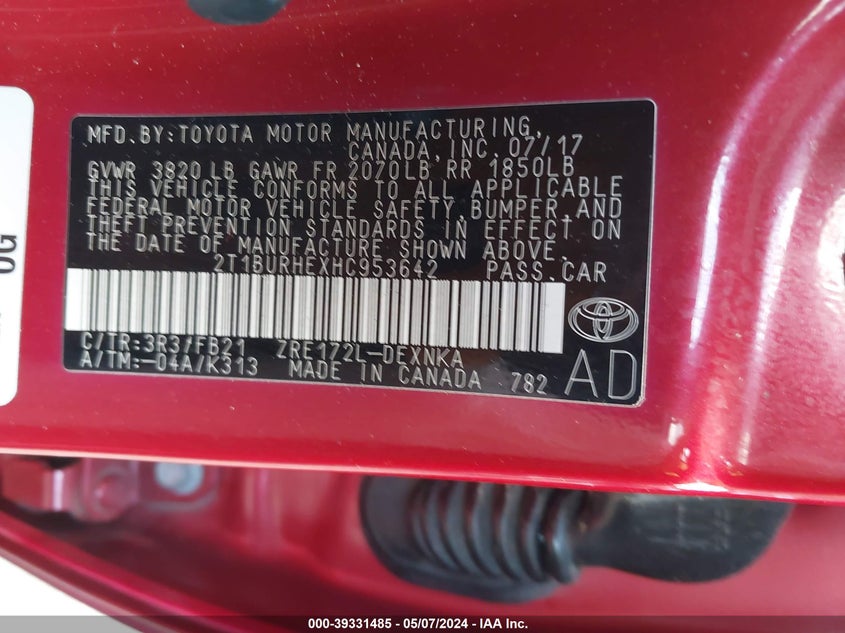 MFD.BY:TOYOTA MOTOR MANUFACTURING,
CANADA,INC. 07/17
GVWR 3820 LB GAWR FR 2070LB RR 1850LB
THIS VEHICLE CONFORMS TO ALL APPLICABLE
FEDERAL MOTOR VEHICLE SAFETY,BUMPER,AND
THEFT PREVENTION STANDARDS IN EFFECT ON
THE DATE OF MANUFACTURE SHOWN ABOVE.
2T1BURHEXHC953642 PASS.CAR
C/TR:3R3/FB21 ZRE172L-DEXNKA
A/TM:-04A/K313 MADE IN CANADA 782
AD
OG
000-39331485 - 05/07/2024 - IAA Inc.